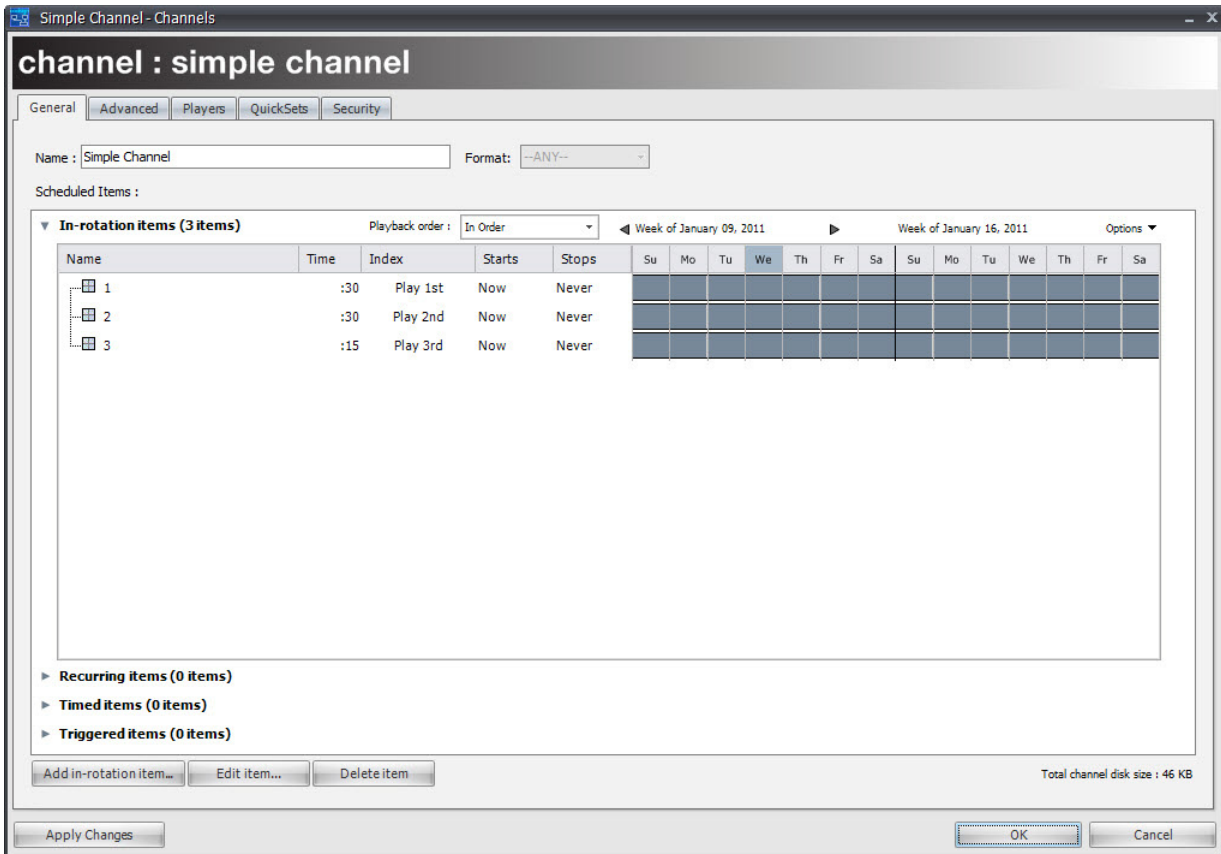 Simple Channel - Channels
channel : simple channel
General Advanced Players QuickSets Security
Name : Simple Channel Format: --ANY--
Scheduled Items :
In-rotation items (3 items) Playback order : In Order Week of January 09, 2011 Week of January 16, 2011 Options
Name Time Index Starts Stops Su Mo Tu We Th Fr Sa Su Mo Tu We Th Fr Sa
1 :30 Play 1st Now Never
2 :30 Play 2nd Now Never
3 :15 Play 3rd Now Never
Recurring items (0 items)
Timed items (0 items)
Triggered items (0 items)
Add in-rotation item... Edit item... Delete item Total channel disk size : 46 KB
Apply Changes OK Cancel